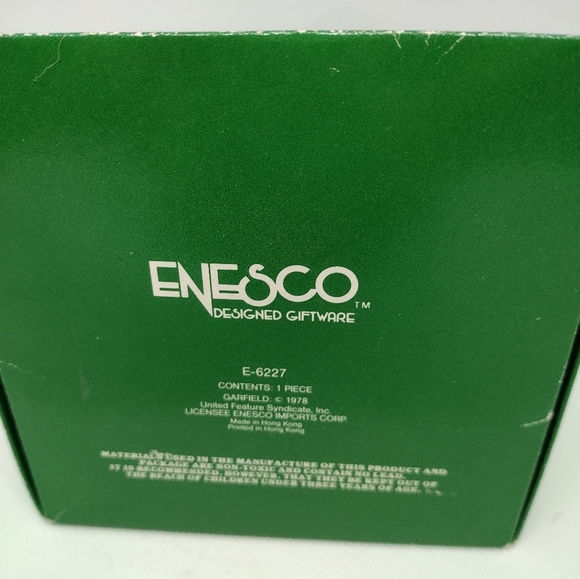 ENESCO™
DESIGNED GIFTWARE
E-6227
CONTENTS: 1 PIECE
GARFIELD: © 1978
United Feature Syndicate, Inc.
LICENSEE ENESCO IMPORTS CORP.
Made in Hong Kong
Printed in Hong Kong
MATERIALS USED IN THE MANUFACTURE OF THIS PRODUCT AND
PACKAGE ARE NON-TOXIC AND CONTAIN NO LEAD.
IT IS RECOMMENDED, HOWEVER, THAT THEY BE KEPT OUT OF
THE REACH OF CHILDREN UNDER THREE YEARS OF AGE.